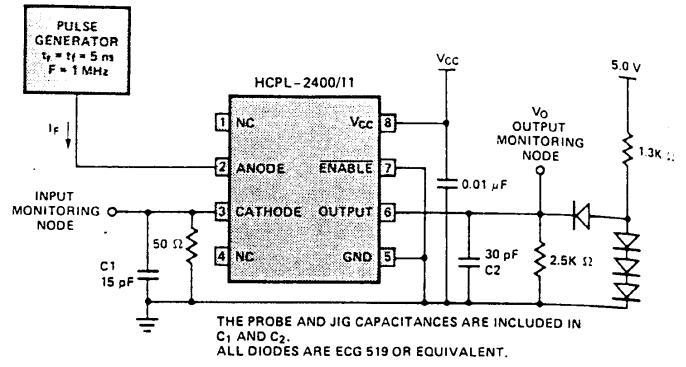 PULSE
GENERATOR
tr = tf = 5 ns
F = 1 MHz
IF
HCPL-2400/11
1 NC
2 ANODE
3 CATHODE
4 NC
VCC 8
ENABLE 7
OUTPUT 6
GND 5
VCC
0.01 μF
5.0 V
1.3K Ω
VO
OUTPUT
MONITORING
NODE
INPUT
MONITORING
NODE
C1
15 pF
50 Ω
30 pF
C2
2.5K Ω
THE PROBE AND JIG CAPACITANCES ARE INCLUDED IN
C1 AND C2.
ALL DIODES ARE ECG 519 OR EQUIVALENT.